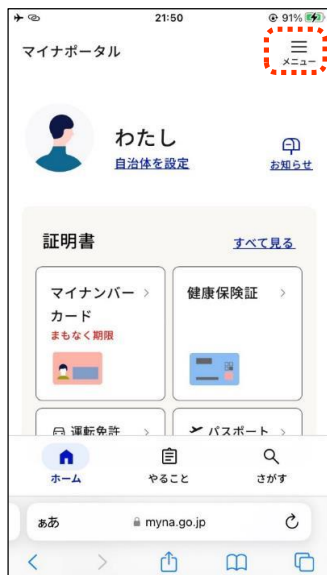 21:50
91%
マイナポータル
メニュー
わたし
自治体を設定
お知らせ
証明書
すべて見る
マイナンバーカード
まもなく期限
健康保険証
運転免許
パスポート
ホーム
やること
さがす
ぁあ
myna.go.jp